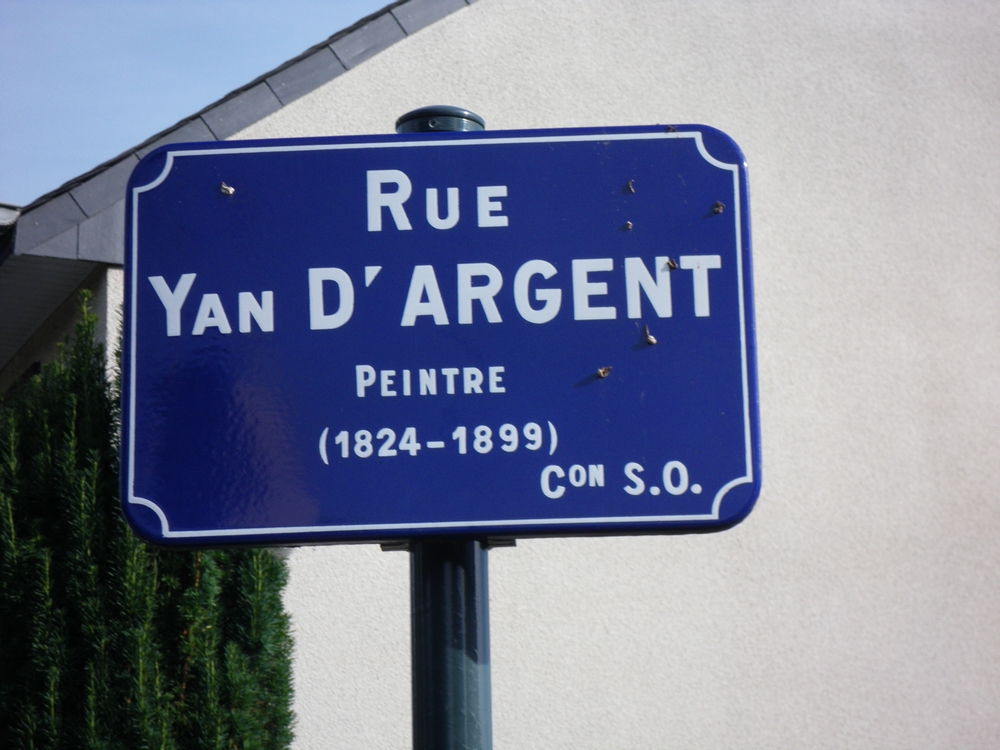 RUE
YAN D'ARGENT
PEINTRE
(1824-1899)
CON S.O.